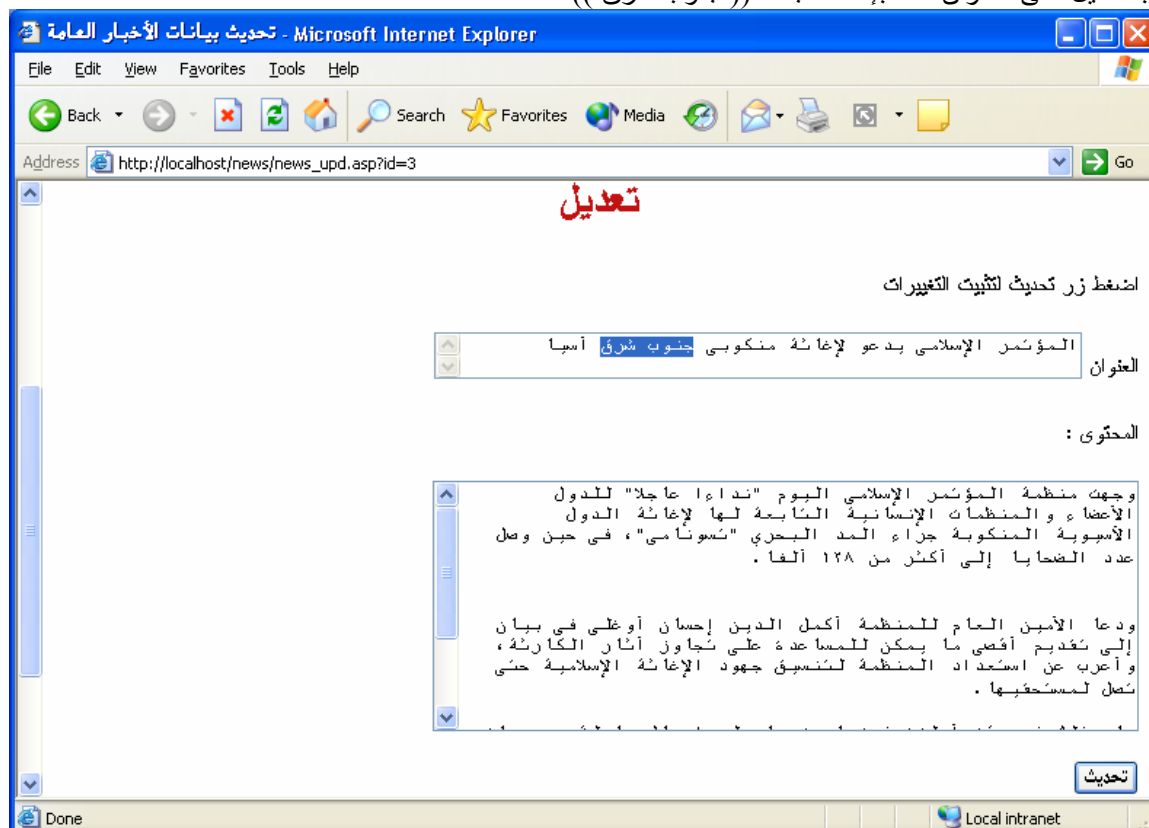 تحديث بيانات الأخبار العامة - Microsoft Internet Explorer
File Edit View Favorites Tools Help
Back Search Favorites Media
Address http://localhost/news/news_upd.asp?id=3 Go
تعديل
اضغط زر تحديث لتثبيت التغييرات
المؤتمر الإسلامي يدعو لإغاثة منكوبي جنوب شرق أسيا
العنوان
المحتوى :
وجهت منظمة المؤتمر الإسلامي اليوم "نداءا عاجلا" للدول
الأعضاء والمنظمات الإنسانية التابعة لها لإغاثة الدول
الأسيوية المنكوبة جراء المد البحري "تسونامي"، في حين وصل
عدد الضحايا إلى أكثر من ١٢٨ ألفا.
ودعا الأمين العام للمنظمة أكمل الدين إحسان أوغلي في بيان
إلى تقديم أقصى ما يمكن للمساعدة على تجاوز أثار الكارثة،
وأعرب عن استعداد المنظمة لتنسيق جهود الإغاثة الإسلامية حتى
تصل لمستحقيها.
تحديث
Done Local intranet